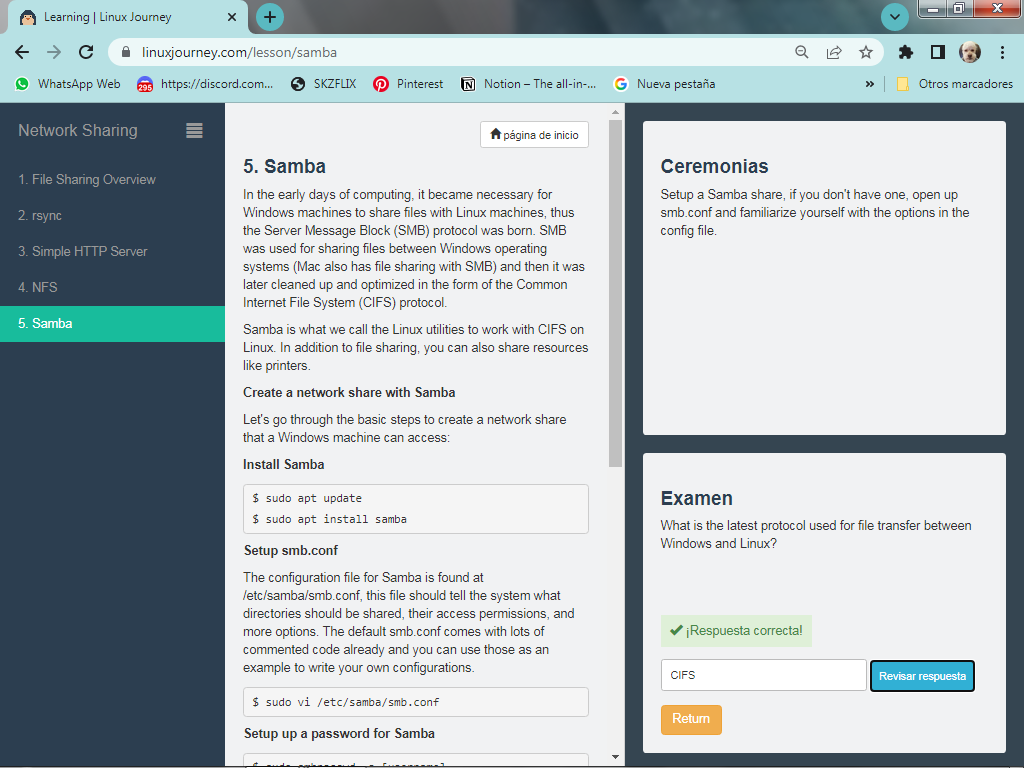 Learning | Linux Journey
linuxjourney.com/lesson/samba
WhatsApp Web
295
https://discord.com...
SKZFLIX
Pinterest
Notion – The all-in-...
Nueva pestaña
»
Otros marcadores
Network Sharing
1. File Sharing Overview
2. rsync
3. Simple HTTP Server
4. NFS
5. Samba
página de inicio
5. Samba
In the early days of computing, it became necessary for
Windows machines to share files with Linux machines, thus
the Server Message Block (SMB) protocol was born. SMB
was used for sharing files between Windows operating
systems (Mac also has file sharing with SMB) and then it was
later cleaned up and optimized in the form of the Common
Internet File System (CIFS) protocol.
Samba is what we call the Linux utilities to work with CIFS on
Linux. In addition to file sharing, you can also share resources
like printers.
Create a network share with Samba
Let's go through the basic steps to create a network share
that a Windows machine can access:
Install Samba
$ sudo apt update
$ sudo apt install samba
Setup smb.conf
The configuration file for Samba is found at
/etc/samba/smb.conf, this file should tell the system what
directories should be shared, their access permissions, and
more options. The default smb.conf comes with lots of
commented code already and you can use those as an
example to write your own configurations.
$ sudo vi /etc/samba/smb.conf
Setup up a password for Samba
$ sudo smbpasswd -a [username]
Ceremonias
Setup a Samba share, if you don't have one, open up
smb.conf and familiarize yourself with the options in the
config file.
Examen
What is the latest protocol used for file transfer between
Windows and Linux?
¡Respuesta correcta!
CIFS
Revisar respuesta
Return